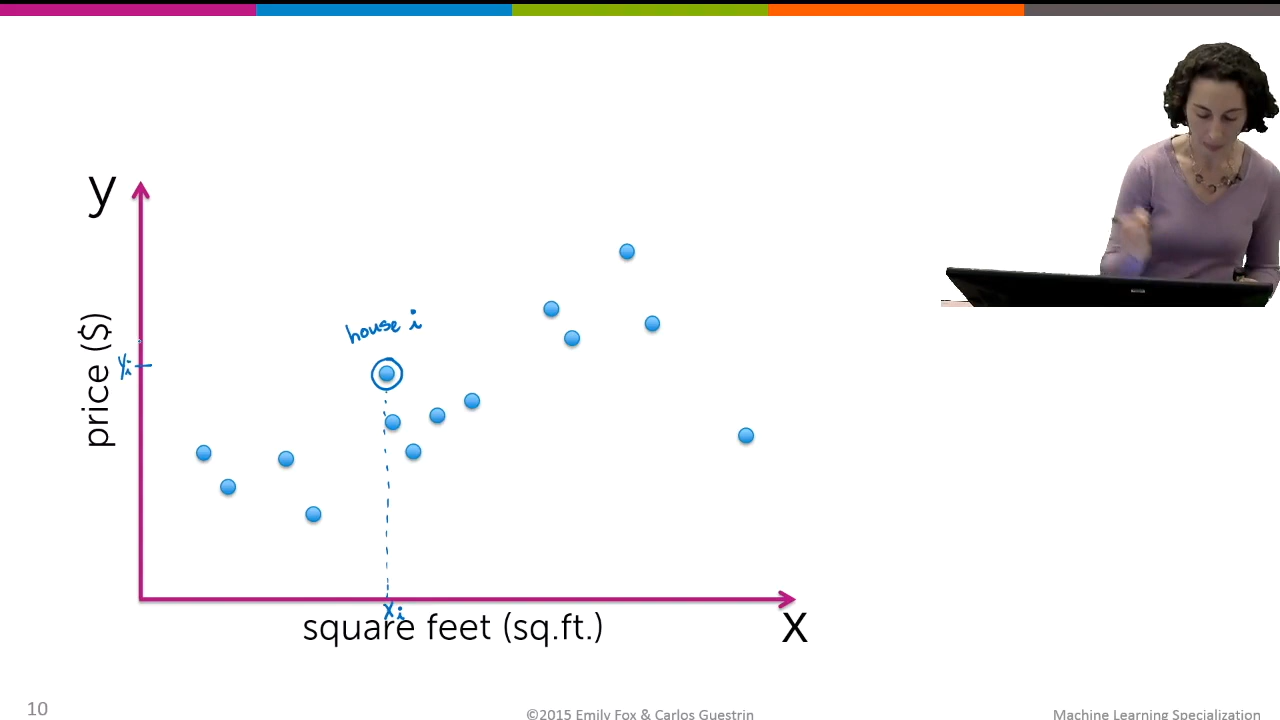 y
price ($)
house i
yi
xi
square feet (sq.ft.)
x
10
©2015 Emily Fox & Carlos Guestrin
Machine Learning Specialization